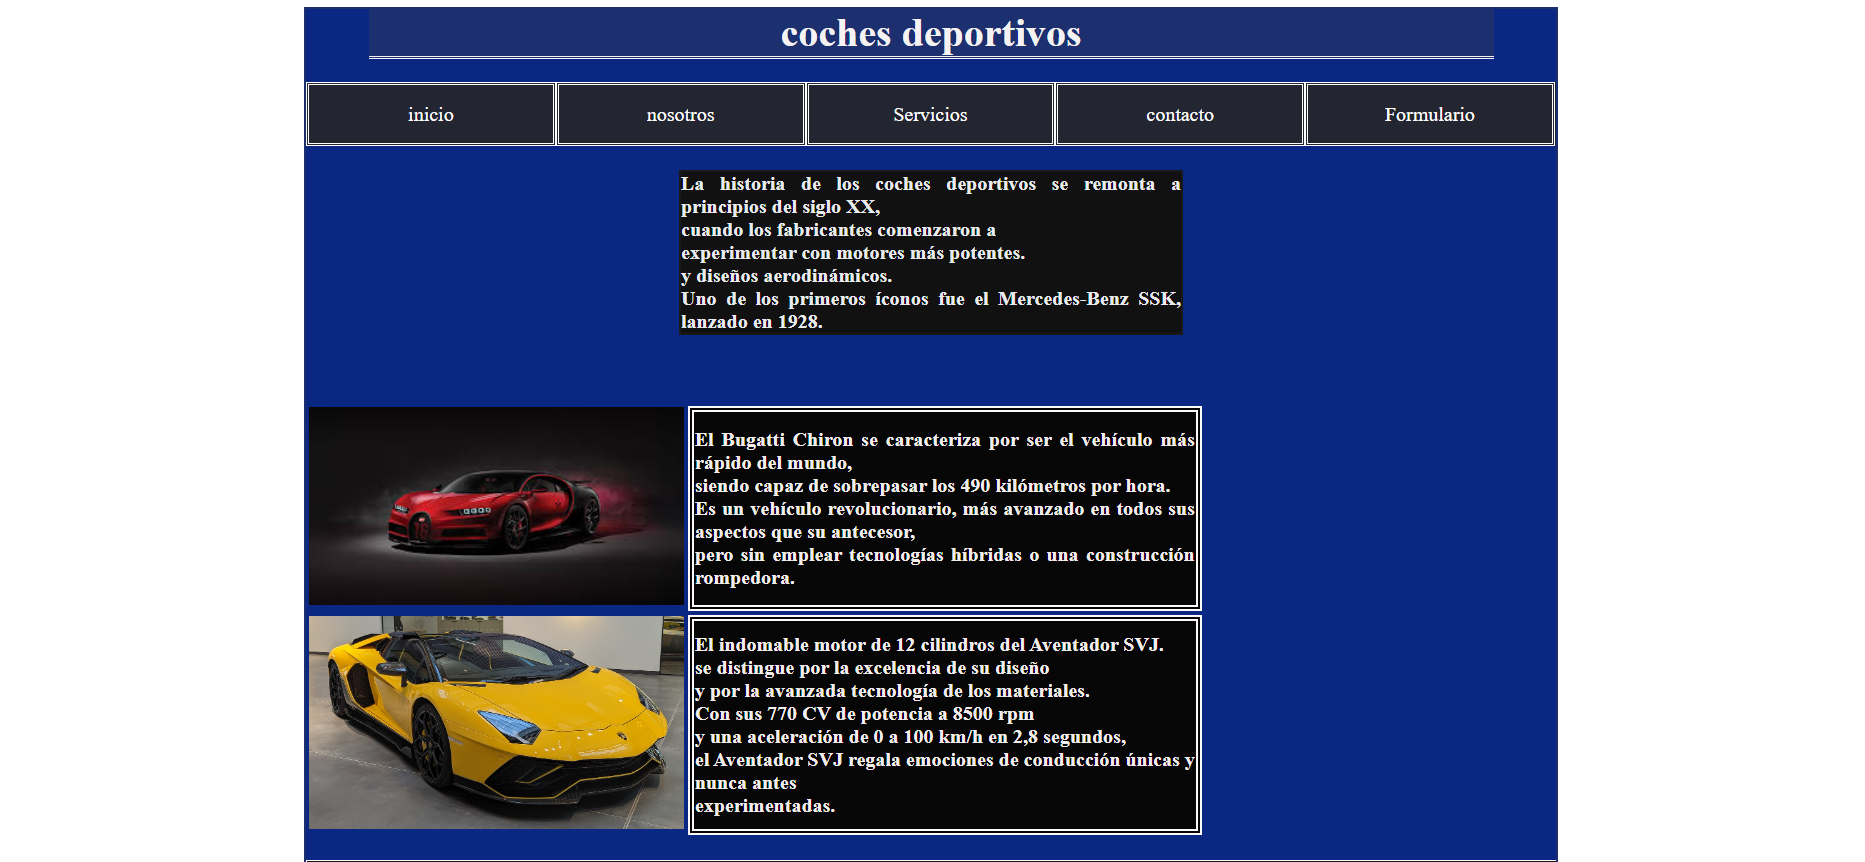 coches deportivos
inicio
nosotros
Servicios
contacto
Formulario
La historia de los coches deportivos se remonta a
principios del siglo XX,
cuando los fabricantes comenzaron a
experimentar con motores más potentes.
y diseños aerodinámicos.
Uno de los primeros íconos fue el Mercedes-Benz SSK,
lanzado en 1928.
El Bugatti Chiron se caracteriza por ser el vehículo más
rápido del mundo,
siendo capaz de sobrepasar los 490 kilómetros por hora.
Es un vehículo revolucionario, más avanzado en todos sus
aspectos que su antecesor,
pero sin emplear tecnologías híbridas o una construcción
rompedora.
El indomable motor de 12 cilindros del Aventador SVJ.
se distingue por la excelencia de su diseño
y por la avanzada tecnología de los materiales.
Con sus 770 CV de potencia a 8500 rpm
y una aceleración de 0 a 100 km/h en 2,8 segundos,
el Aventador SVJ regala emociones de conducción únicas y
nunca antes
experimentadas.